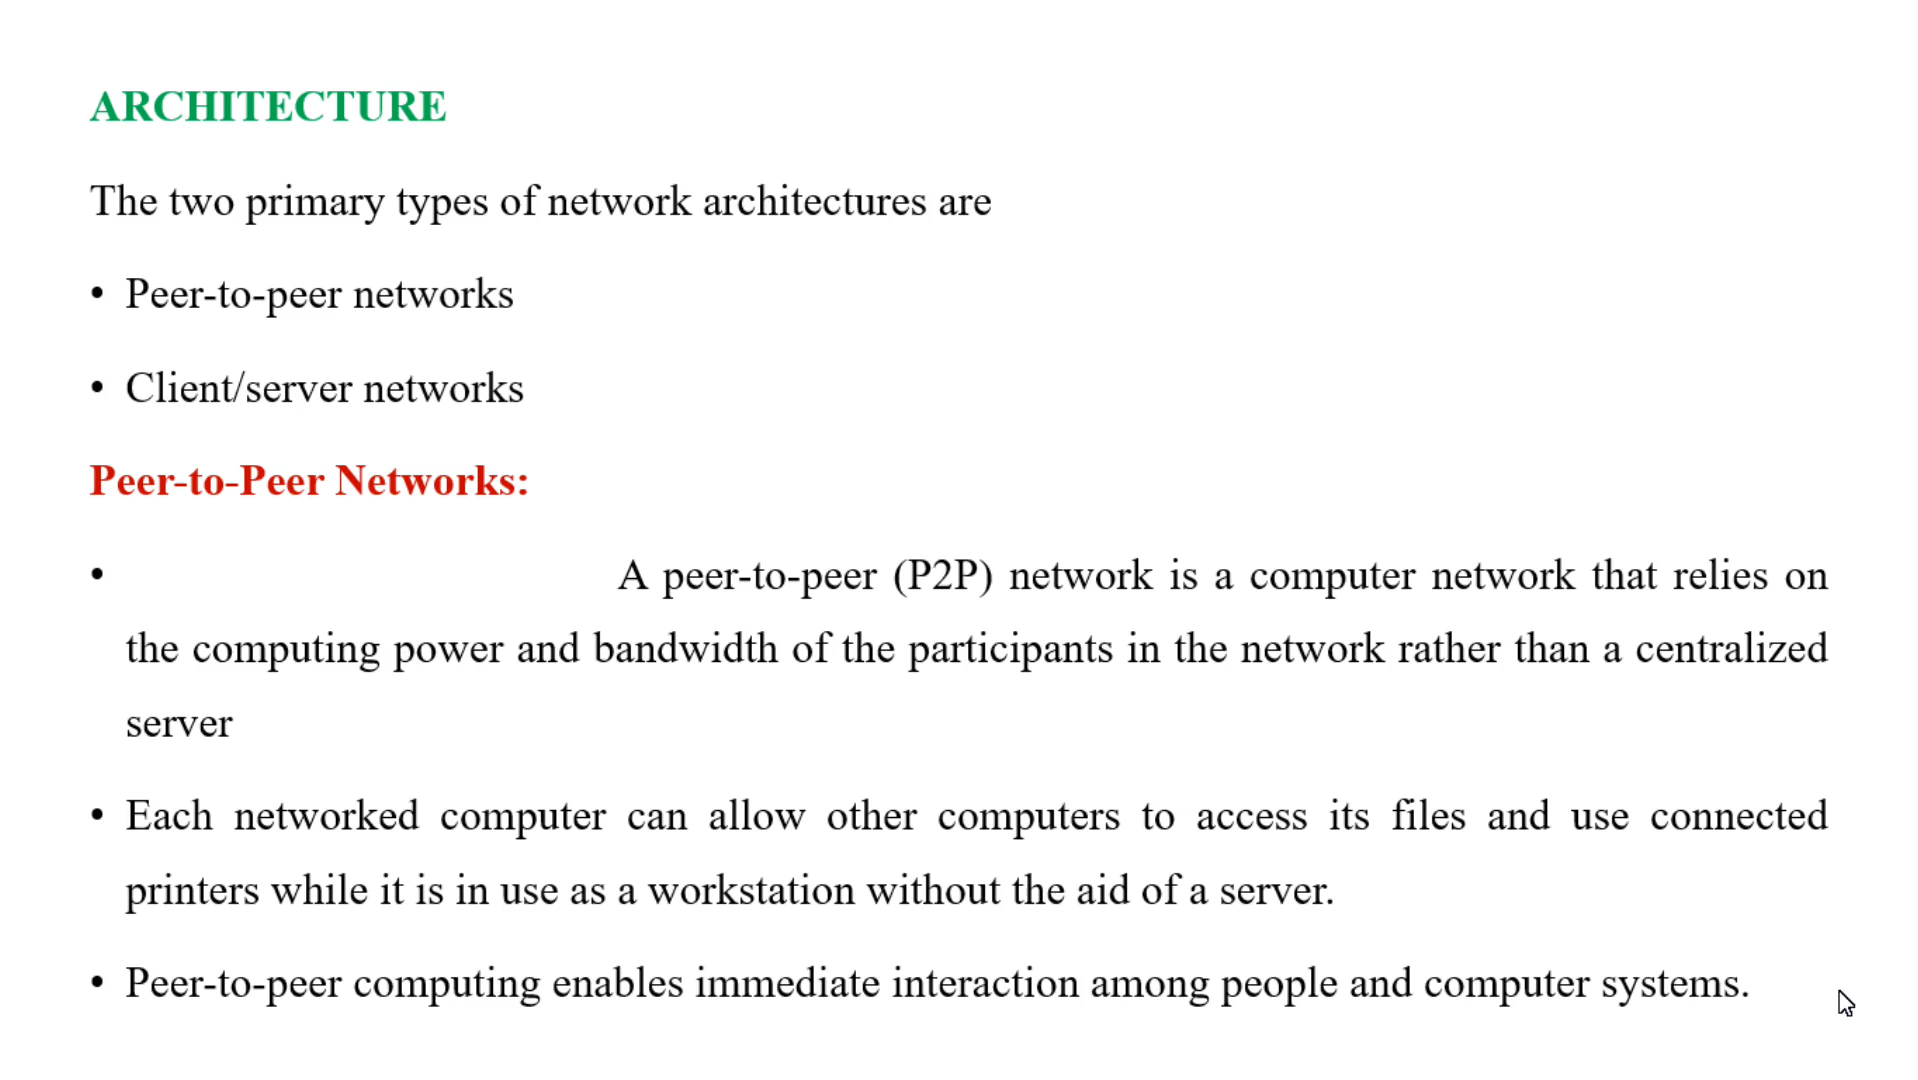 ARCHITECTURE
The two primary types of network architectures are
• Peer-to-peer networks
• Client/server networks
Peer-to-Peer Networks:
• A peer-to-peer (P2P) network is a computer network that relies on
the computing power and bandwidth of the participants in the network rather than a centralized
server
• Each networked computer can allow other computers to access its files and use connected
printers while it is in use as a workstation without the aid of a server.
• Peer-to-peer computing enables immediate interaction among people and computer systems.